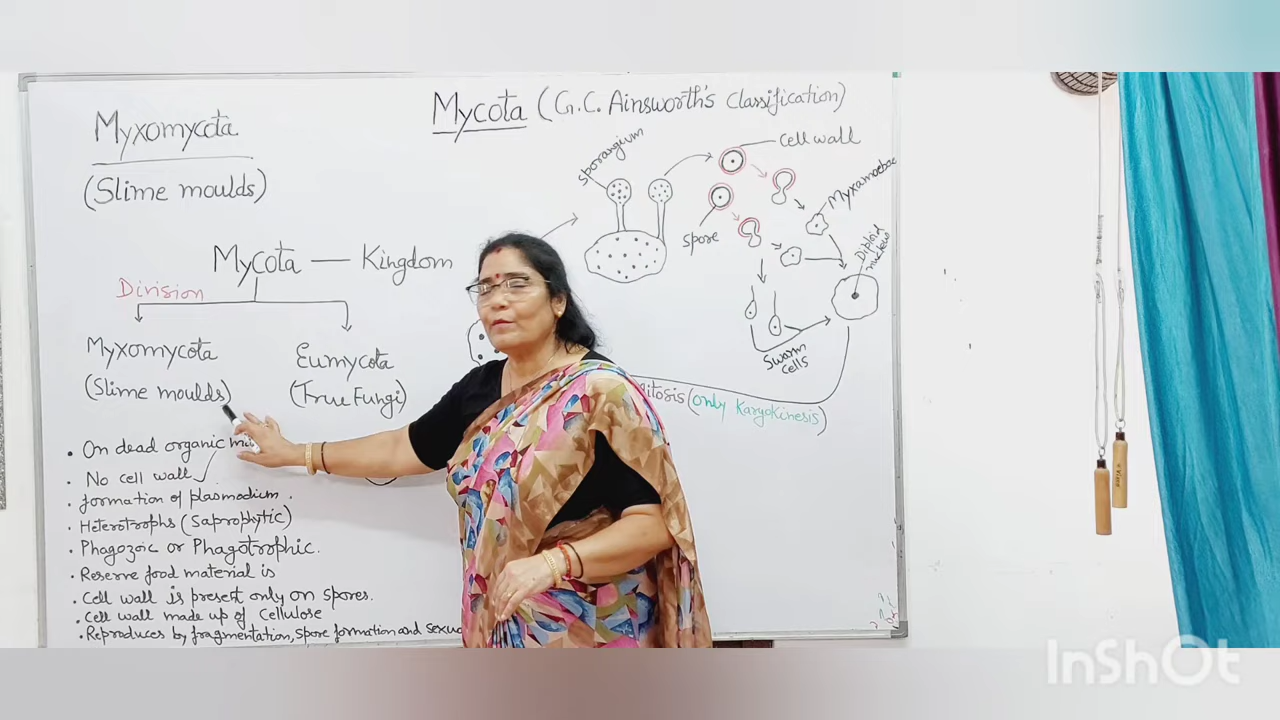 Mycota (G.C. Ainsworth's Classification)
Myxomycota
(Slime moulds)
Mycota — Kingdom
Division
Myxomycota
(Slime moulds)
Eumycota
(True Fungi)
• On dead organic
• No cell wall
• formation of plasmodium.
• Heterotrophs (Saprophytic)
• Phagozoic or Phagotrophic.
• Reserve food material is
• Cell wall is present only on spores.
• Cell wall made up of Cellulose
• Reproduces by fragmentation, spore formation and
sporangium
cell wall
spore
Myxamoebae
Diploid
nucleus
Swarm
cells
(only Karyokinesis)
InShOt